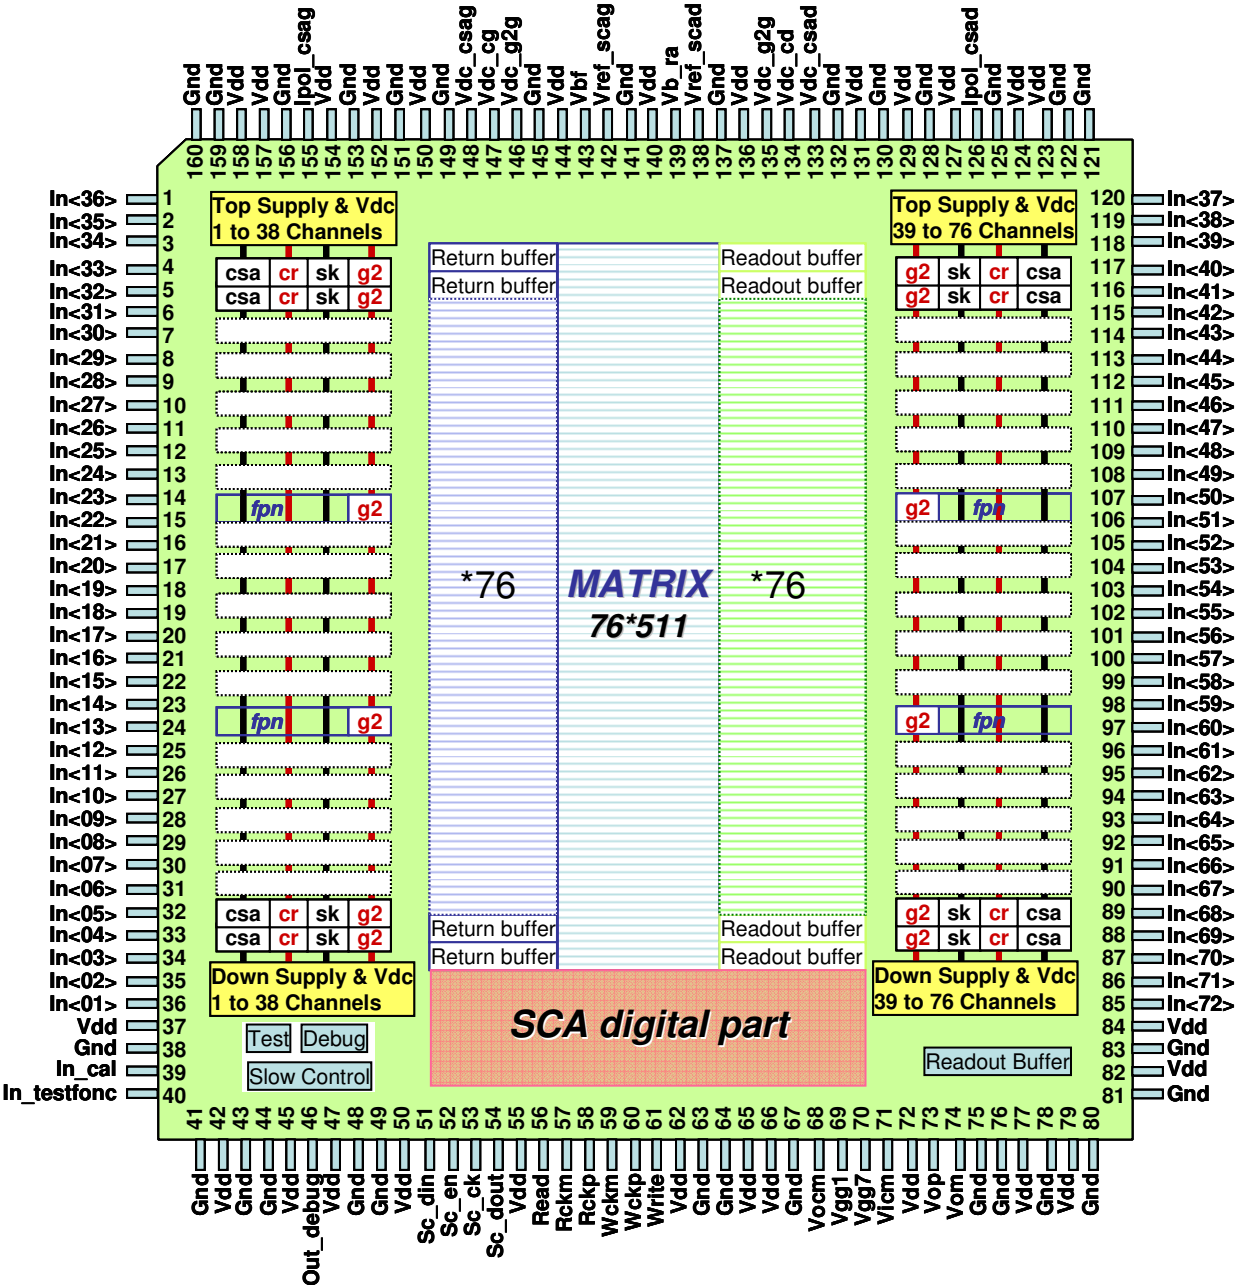 Gnd
Gnd
Vdd
Vdd
Gnd
Ipol_csag
Vdd
Gnd
Vdd
Gnd
Vdd
Gnd
Vdc_csag
Vdc_cg
Vdc_g2g
Gnd
Vdd
Vbf
Vref_scag
Gnd
Vdd
Vb_ra
Vref_scad
Gnd
Vdd
Vdc_g2g
Vdc_cd
Vdc_csad
Gnd
Vdd
Gnd
Vdd
Gnd
Vdd
Ipol_csad
Gnd
Vdd
Vdd
Gnd
Gnd
160 159 158 157 156 155 154 153 152 151 150 149 148 147 146 145 144 143 142 141 140 139 138 137 136 135 134 133 132 131 130 129 128 127 126 125 124 123 122 121
In<36> 1
In<35> 2
In<34> 3
In<33> 4
In<32> 5
In<31> 6
In<30> 7
In<29> 8
In<28> 9
In<27> 10
In<26> 11
In<25> 12
In<24> 13
In<23> 14
In<22> 15
In<21> 16
In<20> 17
In<19> 18
In<18> 19
In<17> 20
In<16> 21
In<15> 22
In<14> 23
In<13> 24
In<12> 25
In<11> 26
In<10> 27
In<09> 28
In<08> 29
In<07> 30
In<06> 31
In<05> 32
In<04> 33
In<03> 34
In<02> 35
In<01> 36
Vdd 37
Gnd 38
In_cal 39
In_testfonc 40
Top Supply & Vdc
1 to 38 Channels
csa cr sk g2
csa cr sk g2
fpn g2
fpn g2
csa cr sk g2
csa cr sk g2
Down Supply & Vdc
1 to 38 Channels
Test Debug
Slow Control
Return buffer
Return buffer
*76
Return buffer
Return buffer
MATRIX
76*511
Readout buffer
Readout buffer
*76
Readout buffer
Readout buffer
SCA digital part
Top Supply & Vdc
39 to 76 Channels
g2 sk cr csa
g2 sk cr csa
g2 fpn
g2 fpn
g2 sk cr csa
g2 sk cr csa
Down Supply & Vdc
39 to 76 Channels
Readout Buffer
120 In<37>
119 In<38>
118 In<39>
117 In<40>
116 In<41>
115 In<42>
114 In<43>
113 In<44>
112 In<45>
111 In<46>
110 In<47>
109 In<48>
108 In<49>
107 In<50>
106 In<51>
105 In<52>
104 In<53>
103 In<54>
102 In<55>
101 In<56>
100 In<57>
99 In<58>
98 In<59>
97 In<60>
96 In<61>
95 In<62>
94 In<63>
93 In<64>
92 In<65>
91 In<66>
90 In<67>
89 In<68>
88 In<69>
87 In<70>
86 In<71>
85 In<72>
84 Vdd
83 Gnd
82 Vdd
81 Gnd
41 42 43 44 45 46 47 48 49 50 51 52 53 54 55 56 57 58 59 60 61 62 63 64 65 66 67 68 69 70 71 72 73 74 75 76 77 78 79 80
Gnd
Vdd
Gnd
Gnd
Vdd
Out_debug
Vdd
Gnd
Gnd
Vdd
Sc_din
Sc_en
Sc_ck
Sc_dout
Vdd
Read
Rckm
Rckp
Wckm
Wckp
Write
Vdd
Gnd
Gnd
Vdd
Vdd
Gnd
Vocm
Vgg1
Vgg7
Vicm
Vdd
Vop
Vom
Gnd
Gnd
Vdd
Gnd
Vdd
Gnd